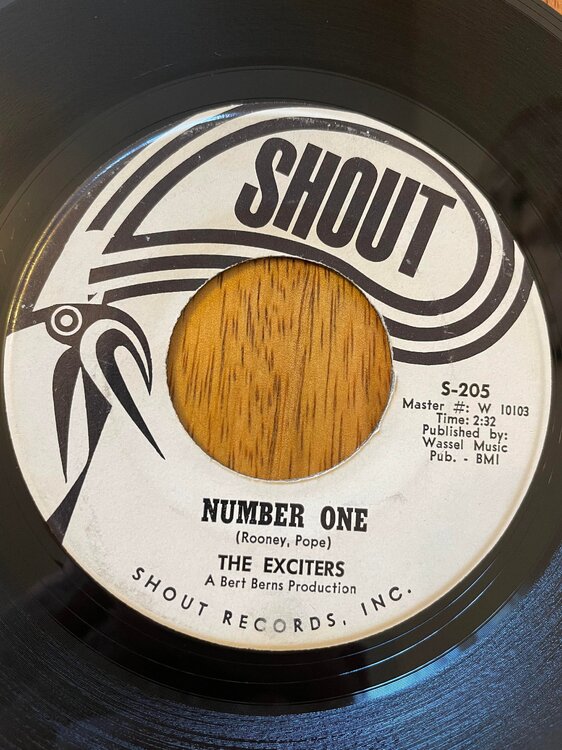 SHOUT
S-205
Master #: W 10103
Time: 2:32
Published by:
Wassel Music
Pub. - BMI
NUMBER ONE
(Rooney, Pope)
THE EXCITERS
A Bert Berns Production
SHOUT RECORDS, INC.